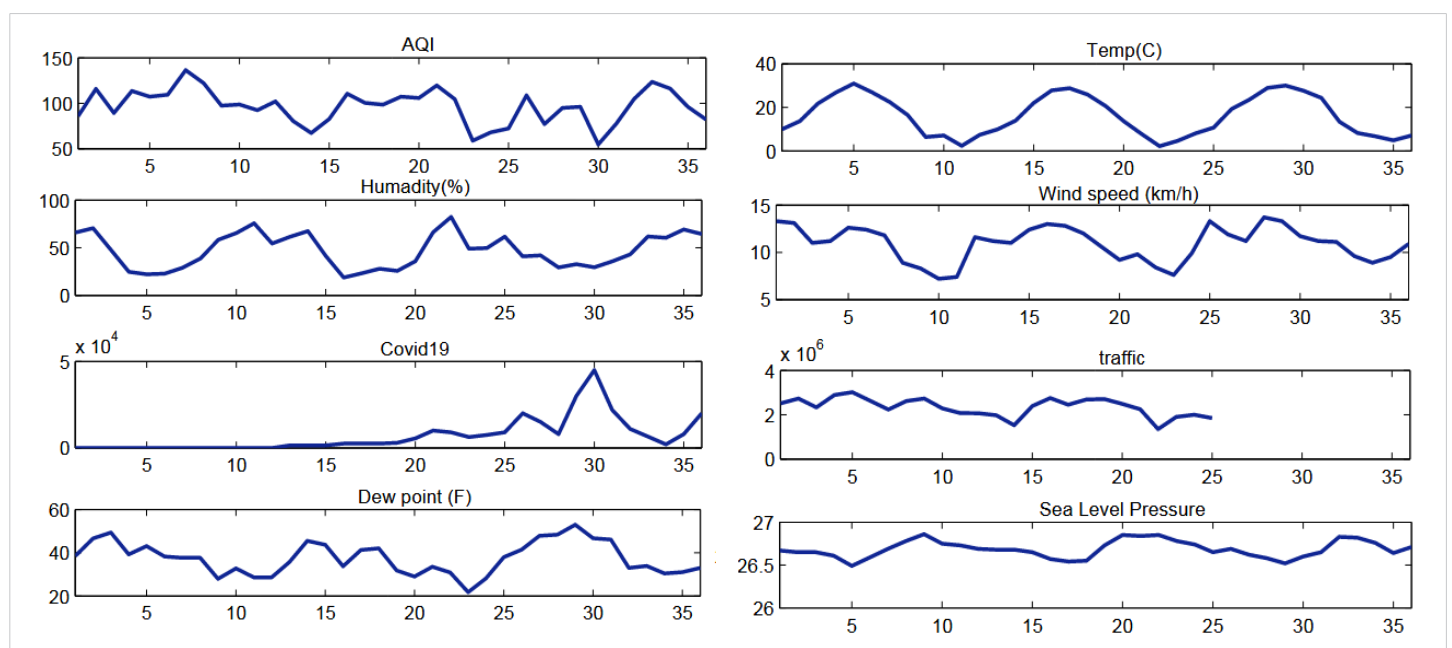 AQI
150
100
50
5 10 15 20 25 30 35
Humadity(%)
100
50
0
5 10 15 20 25 30 35
x 10^4
Covid19
5
0
5 10 15 20 25 30 35
Dew point (F)
60
40
20
5 10 15 20 25 30 35
Temp(C)
40
20
0
5 10 15 20 25 30 35
Wind speed (km/h)
15
10
5
5 10 15 20 25 30 35
x 10^6
traffic
4
2
0
5 10 15 20 25 30 35
Sea Level Pressure
27
26.5
26
5 10 15 20 25 30 35